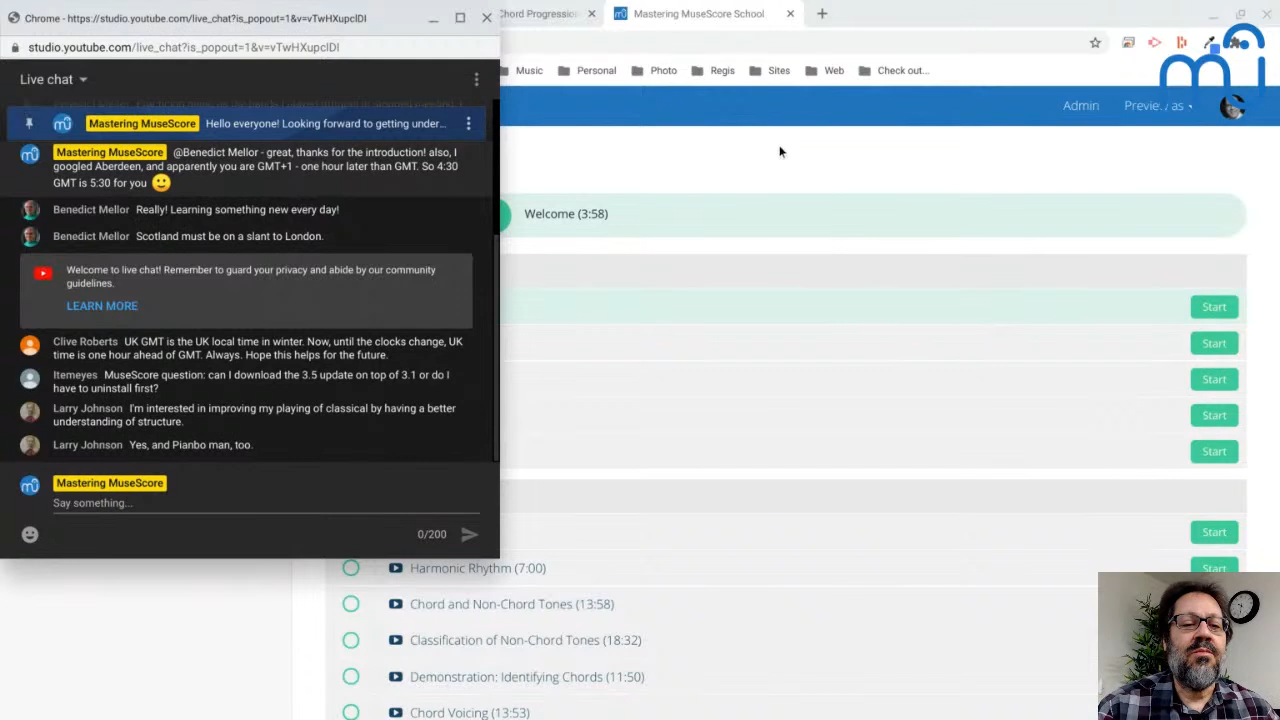 Chrome - https://studio.youtube.com/live_chat?is_popout=1&v=vTwHXupclDI
studio.youtube.com/live_chat?is_popout=1&v=vTwHXupclDI
Live chat
Mastering MuseScore Hello everyone! Looking forward to getting under...
Mastering MuseScore @Benedict Mellor - great, thanks for the introduction! also, I
googled Aberdeen, and apparently you are GMT+1 - one hour later than GMT. So 4:30
GMT is 5:30 for you
Benedict Mellor Really! Learning something new every day!
Benedict Mellor Scotland must be on a slant to London.
Welcome to live chat! Remember to guard your privacy and abide by our community
guidelines.
LEARN MORE
Clive Roberts UK GMT is the UK local time in winter. Now, until the clocks change, UK
time is one hour ahead of GMT. Always. Hope this helps for the future.
Itemeyes MuseScore question: can I download the 3.5 update on top of 3.1 or do I
have to uninstall first?
Larry Johnson I'm interested in improving my playing of classical by having a better
understanding of structure.
Larry Johnson Yes, and Pianbo man, too.
Mastering MuseScore
Say something...
0/200
Chord Progression
Mastering MuseScore School
Music Personal Photo Regis Sites Web Check out...
Admin Preview as
Welcome (3:58)
Start
Start
Start
Start
Start
Start
Harmonic Rhythm (7:00) Start
Chord and Non-Chord Tones (13:58)
Classification of Non-Chord Tones (18:32)
Demonstration: Identifying Chords (11:50)
Chord Voicing (13:53)